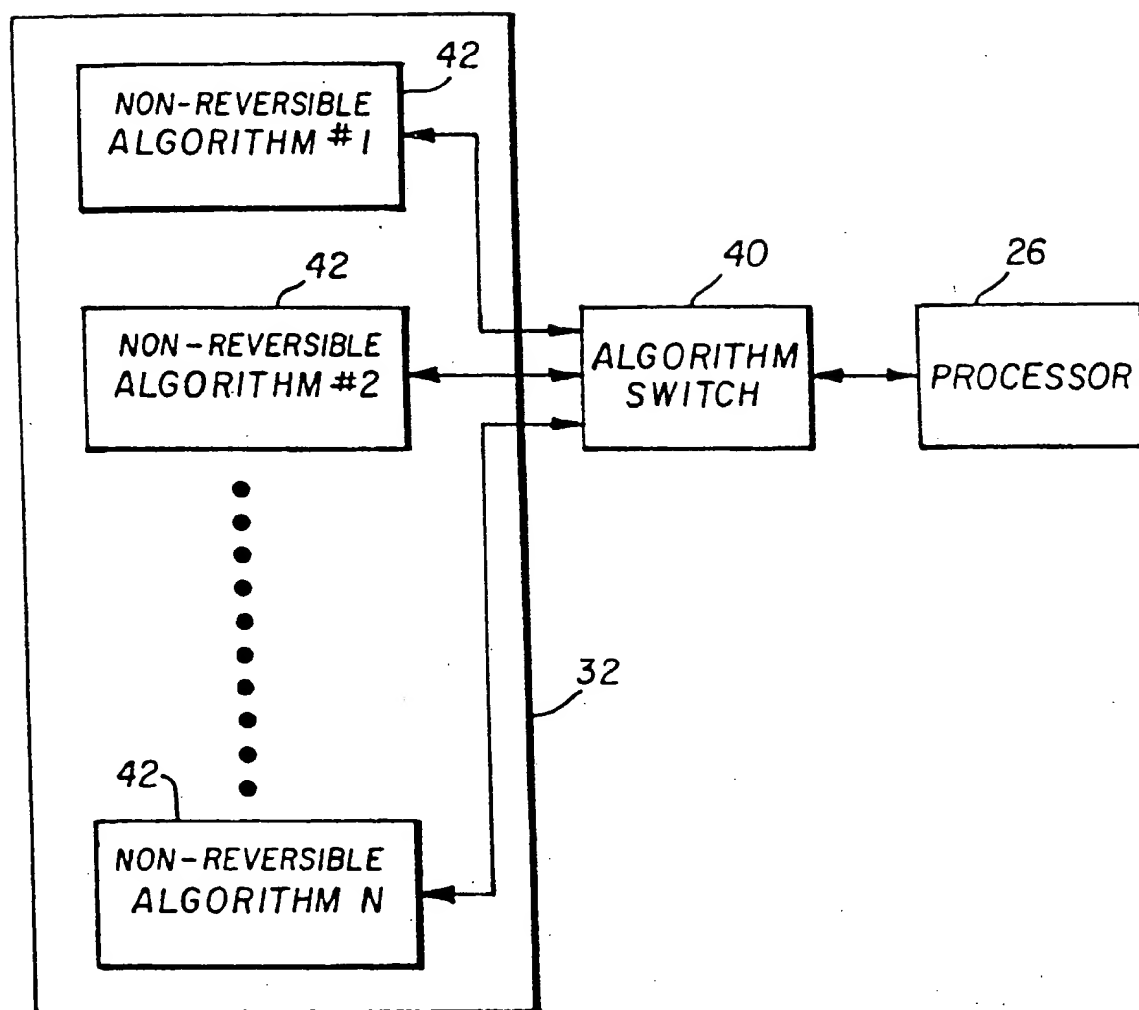 42
NON-REVERSIBLE
ALGORITHM #1
42
NON-REVERSIBLE
ALGORITHM #2
40
ALGORITHM
SWITCH
26
PROCESSOR
32
42
NON-REVERSIBLE
ALGORITHM N